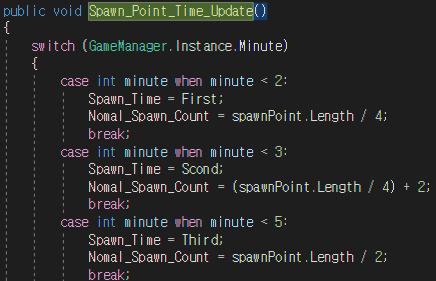 public void Spawn_Point_Time_Update()
{
switch (GameManager.Instance.Minute)
{
case int minute when minute < 2:
Spawn_Time = First;
Nomal_Spawn_Count = spawnPoint.Length / 4;
break;
case int minute when minute < 3:
Spawn_Time = Scond;
Nomal_Spawn_Count = (spawnPoint.Length / 4) + 2;
break;
case int minute when minute < 5:
Spawn_Time = Third;
Nomal_Spawn_Count = spawnPoint.Length / 2;
break;